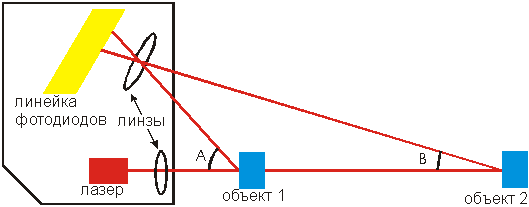 линейка
фотодиодов
линзы
A
B
лазер
объект 1
объект 2